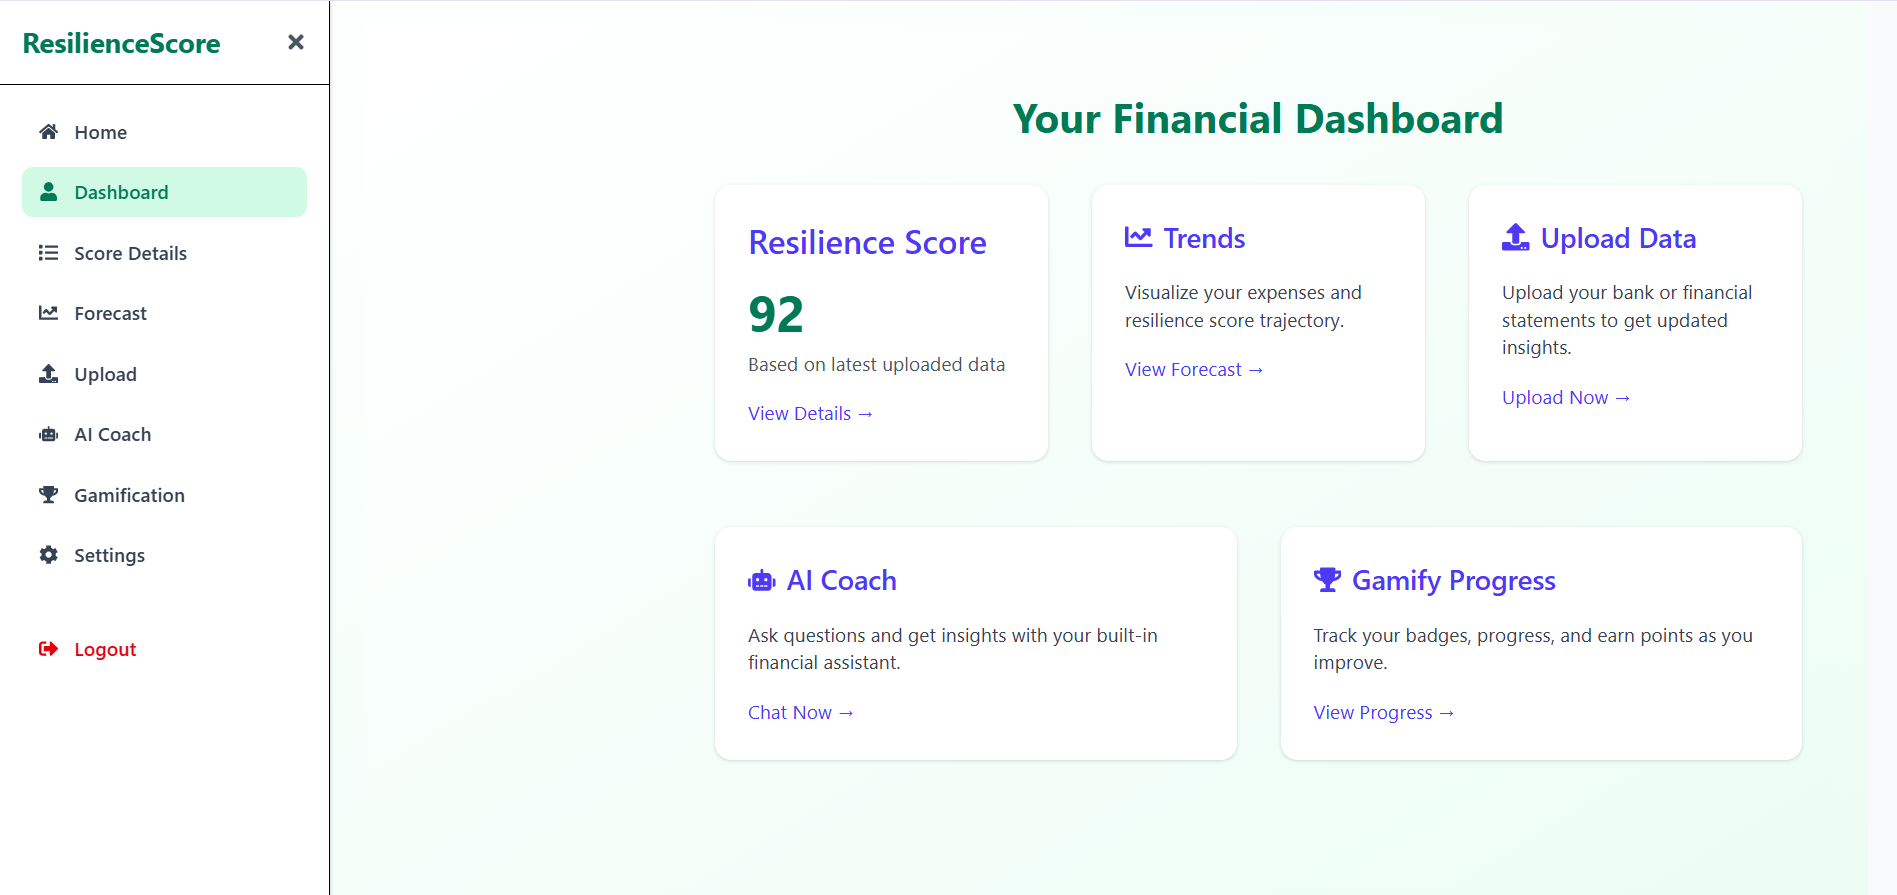 ResilienceScore
Home
Dashboard
Score Details
Forecast
Upload
AI Coach
Gamification
Settings
Logout
Your Financial Dashboard
Resilience Score
92
Based on latest uploaded data
View Details →
Trends
Visualize your expenses and
resilience score trajectory.
View Forecast →
Upload Data
Upload your bank or financial
statements to get updated
insights.
Upload Now →
AI Coach
Ask questions and get insights with your built-in
financial assistant.
Chat Now →
Gamify Progress
Track your badges, progress, and earn points as you
improve.
View Progress →